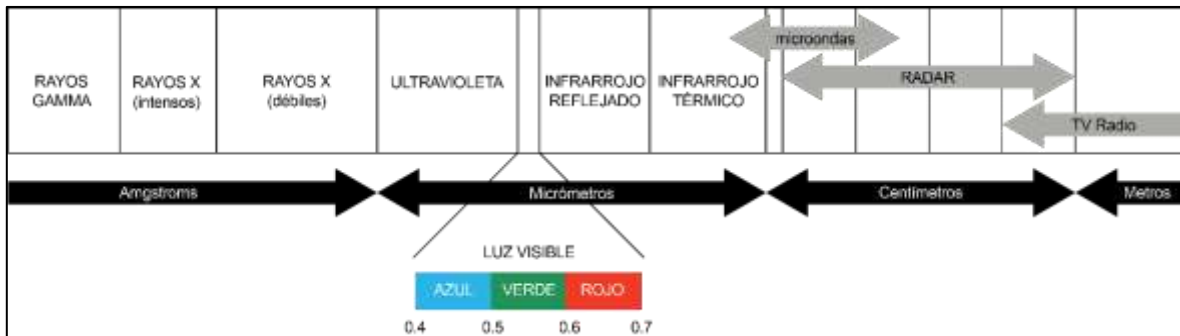 RAYOS
GAMMA
RAYOS X
(intensos)
RAYOS X
(débiles)
ULTRAVIOLETA
INFRARROJO
REFLEJADO
INFRARROJO
TÉRMICO
microondas
RADAR
TV Radio
Amgstroms
Micrómetros
Centímetros
Metros
LUZ VISIBLE
AZUL VERDE ROJO
0.4 0.5 0.6 0.7